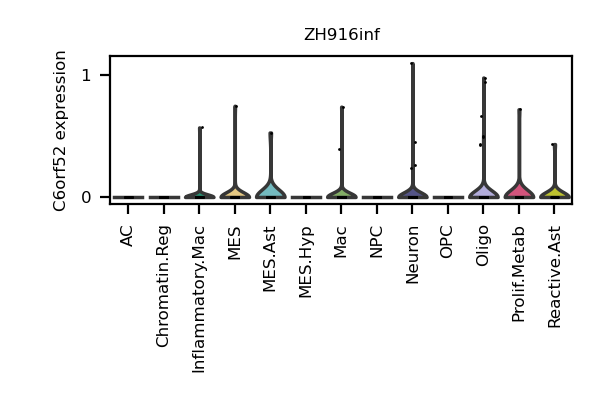 ZH916inf
C6orf52 expression
1
0
AC
Chromatin.Reg
Inflammatory.Mac
MES
MES.Ast
MES.Hyp
Mac
NPC
Neuron
OPC
Oligo
Prolif.Metab
Reactive.Ast